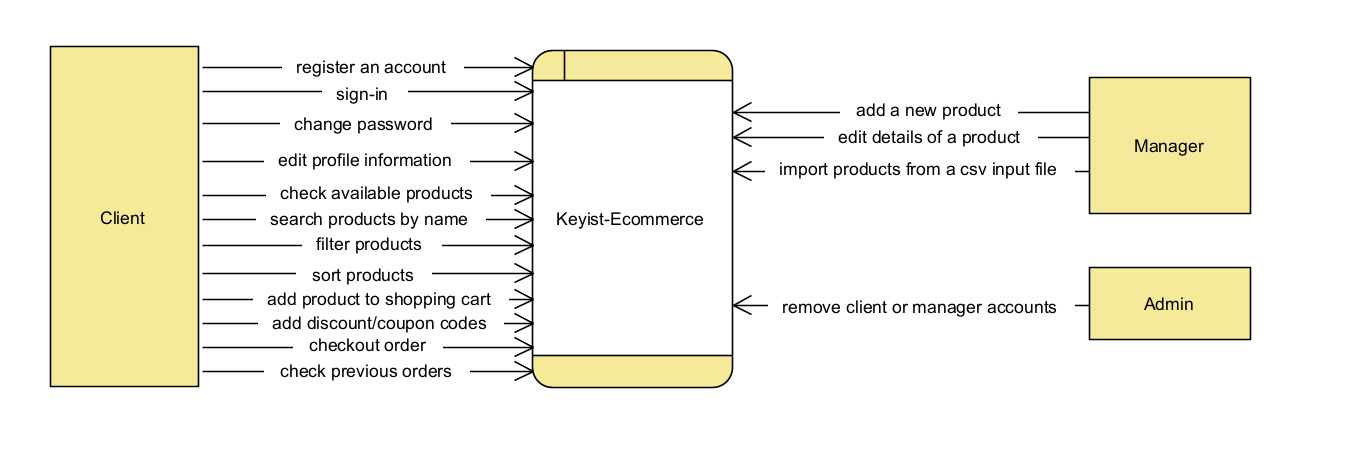 Client
register an account
sign-in
change password
edit profile information
check available products
search products by name
filter products
sort products
add product to shopping cart
add discount/coupon codes
checkout order
check previous orders
Keyist-Ecommerce
add a new product
edit details of a product
import products from a csv input file
Manager
remove client or manager accounts
Admin